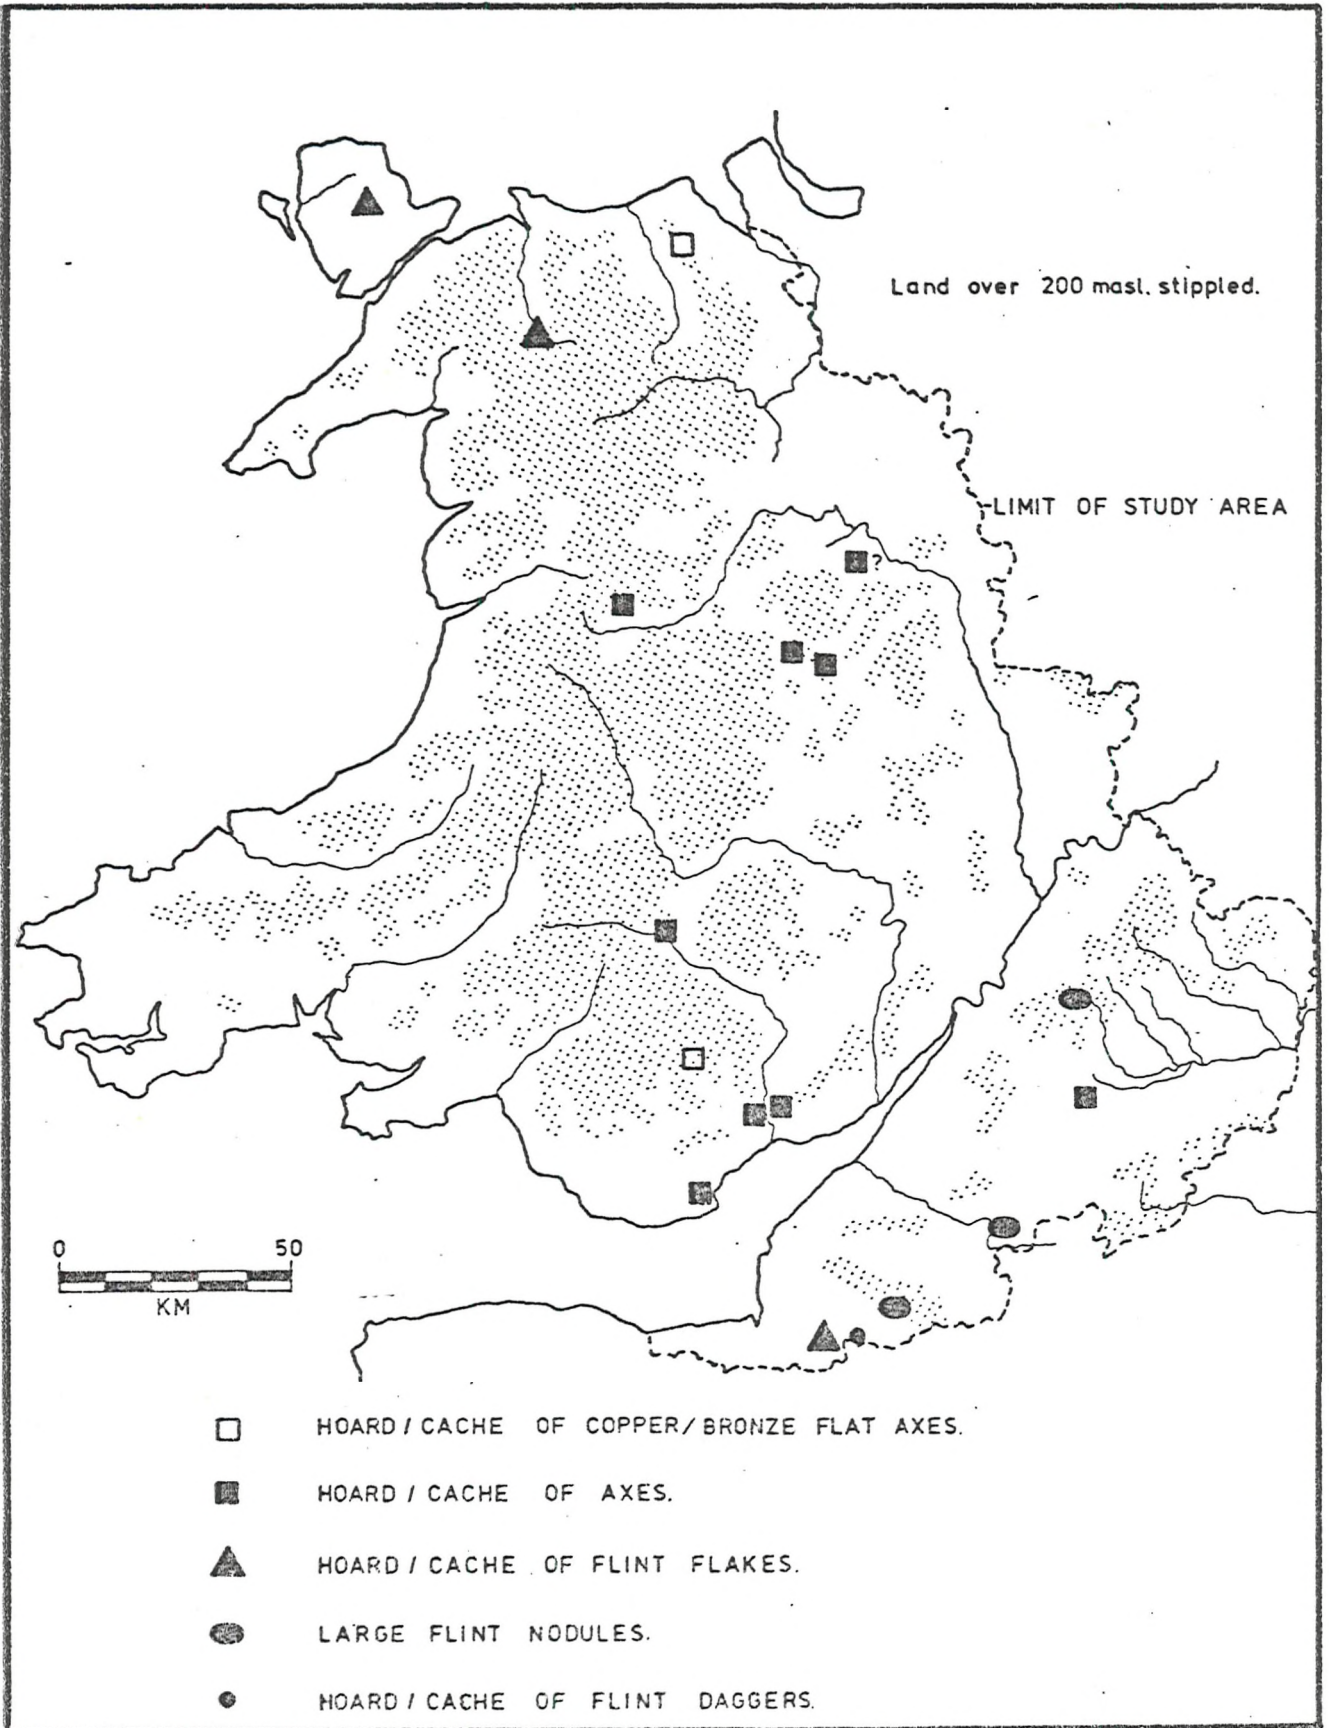 Land over 200 masl. stippled.
LIMIT OF STUDY AREA
?
0 50
KM
HOARD / CACHE OF COPPER/BRONZE FLAT AXES.
HOARD / CACHE OF AXES.
HOARD / CACHE OF FLINT FLAKES.
LARGE FLINT NODULES.
HOARD / CACHE OF FLINT DAGGERS.